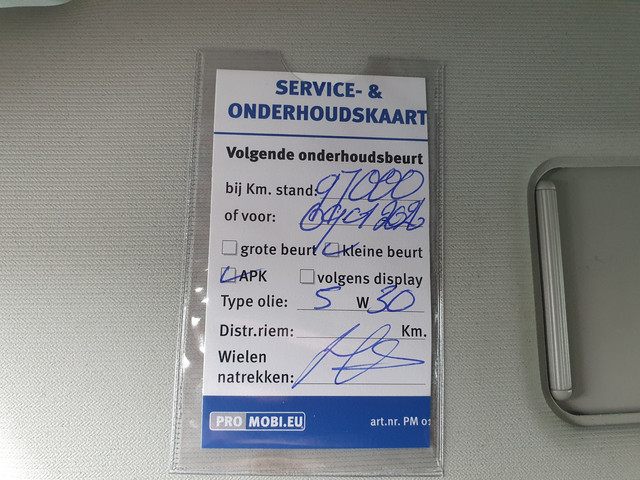 SERVICE- &
ONDERHOUDSKAART
Volgende onderhoudsbeurt
bij Km. stand: 97000
of voor: 2026
grote beurt kleine beurt
APK volgens display
Type olie: 5 W 30
Distr.riem: Km.
Wielen
natrekken:
PRO MOBI.EU art.nr. PM